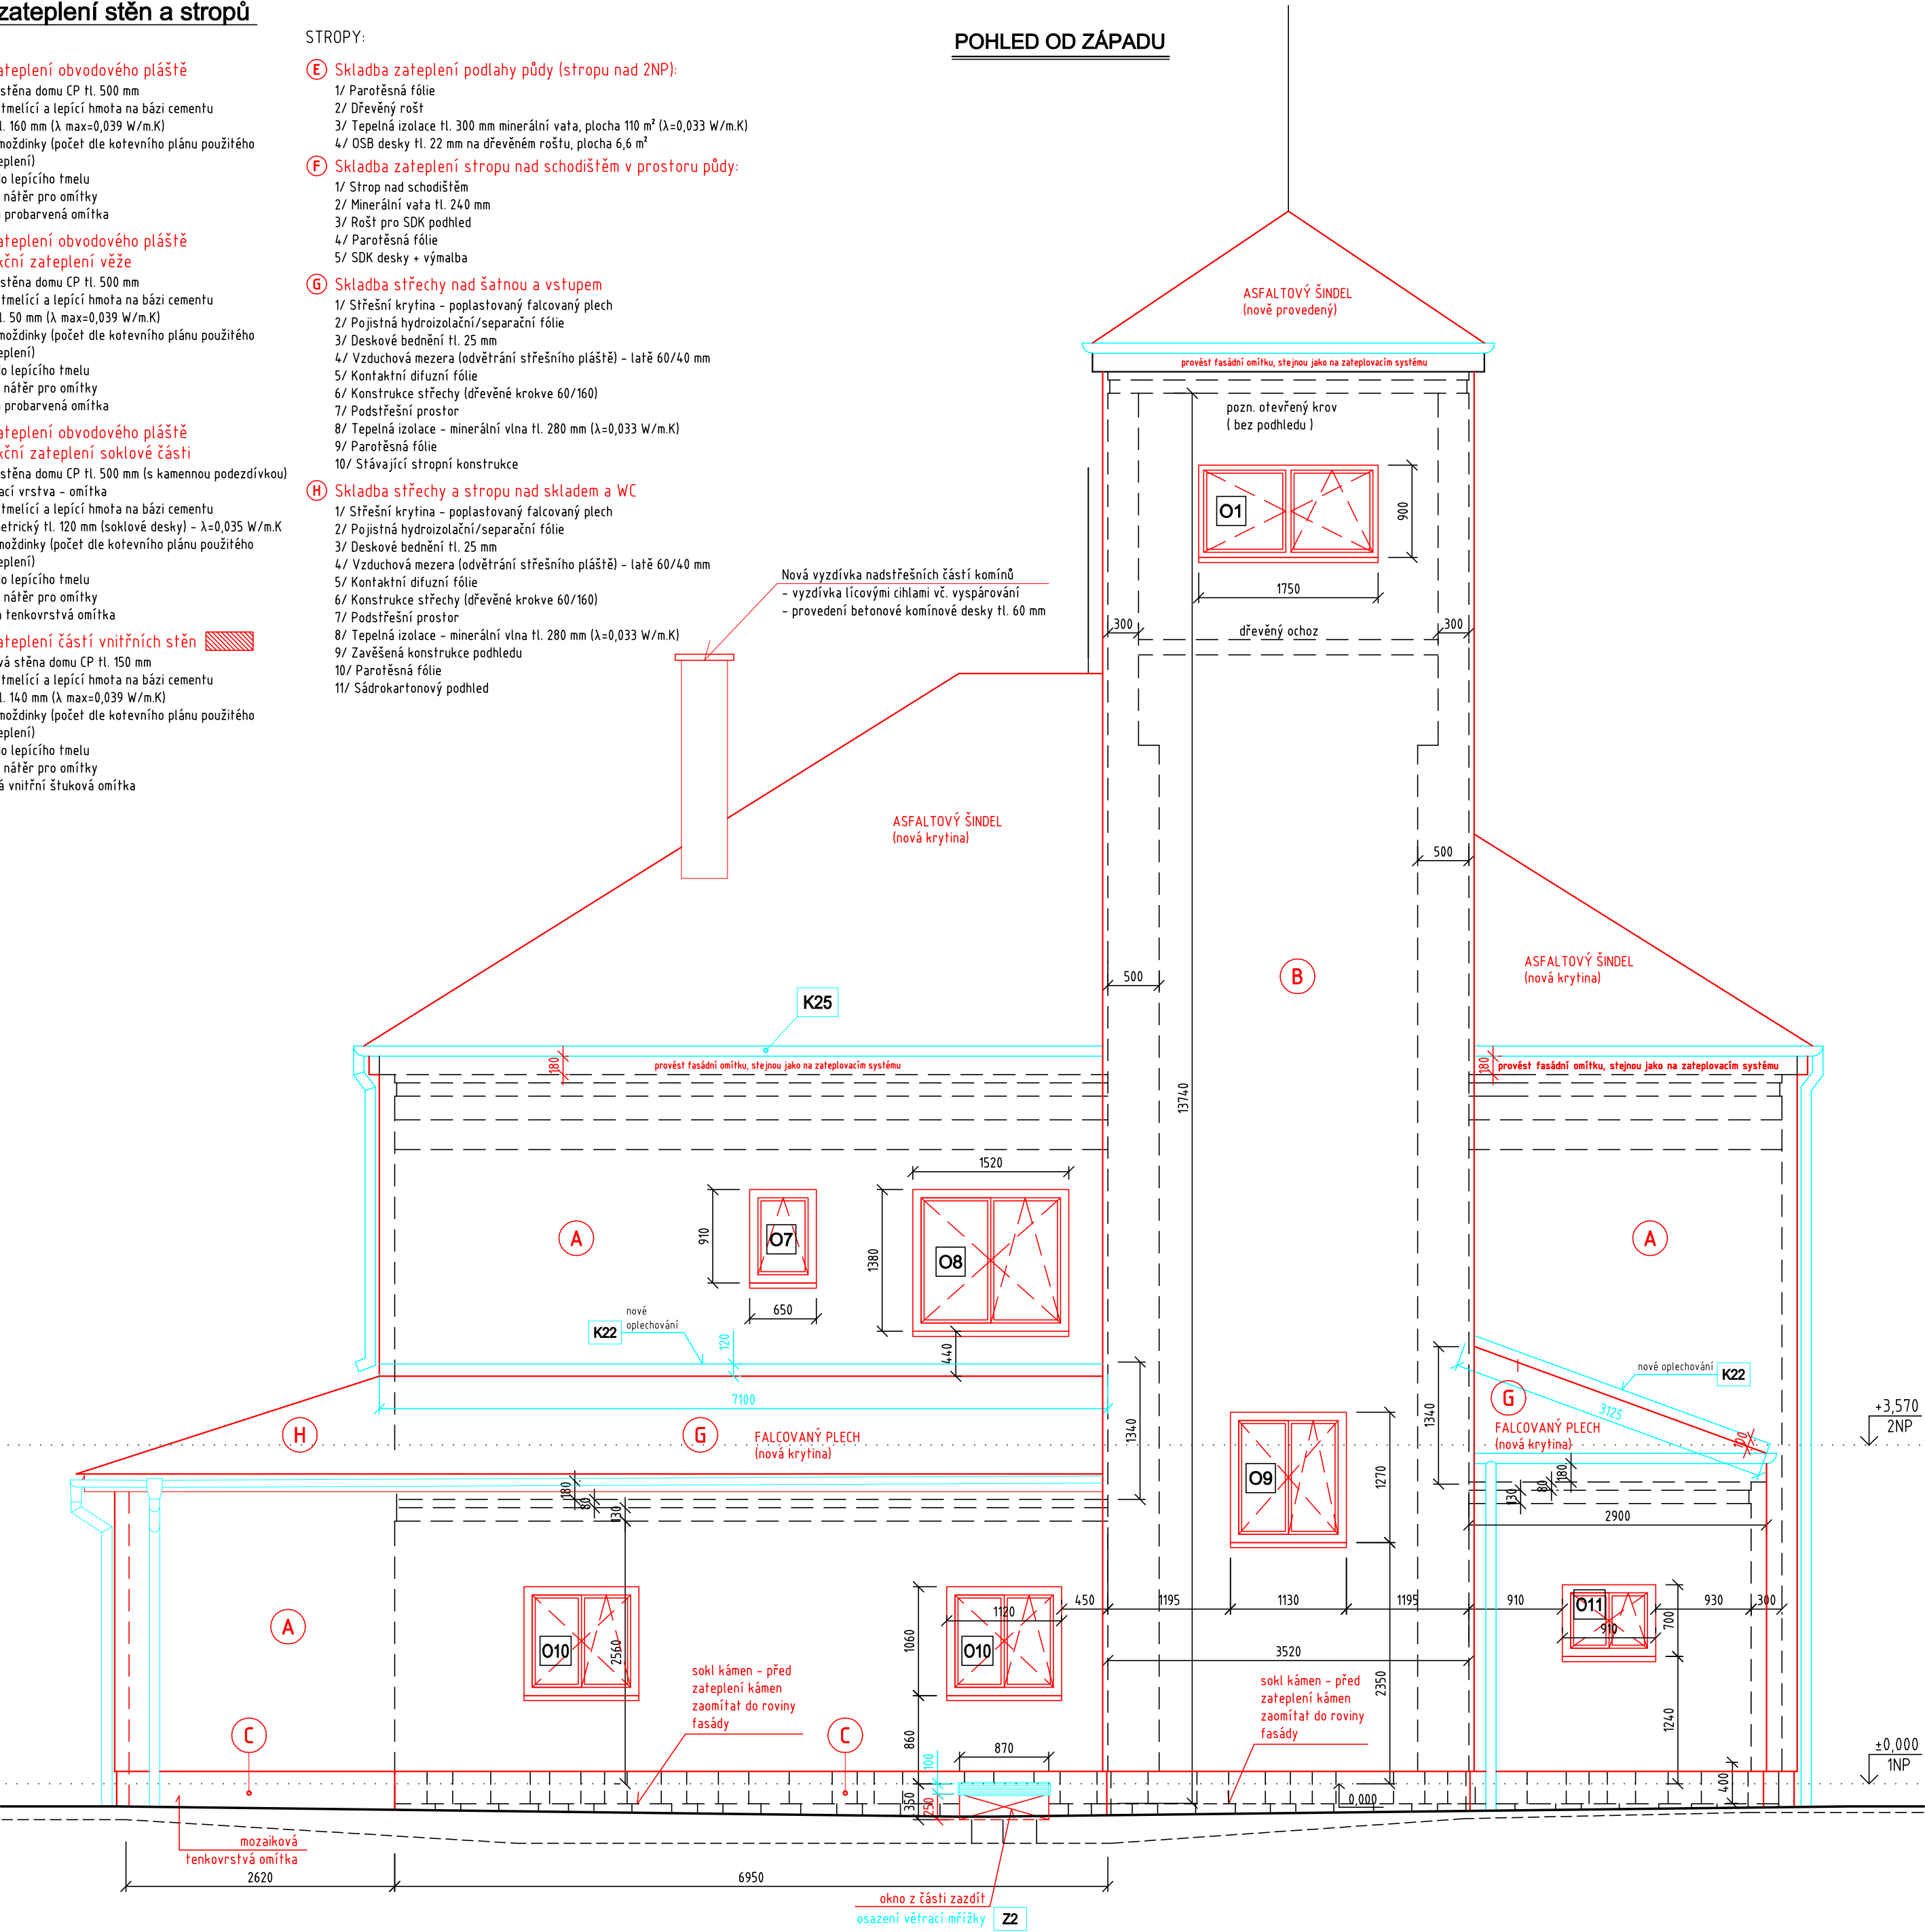 zateplení stěn a stropů
ateplení obvodového pláště
stěna domu CP tl. 500 mm
tmelící a lepící hmota na bázi cementu
l. 160 mm (λ max=0,039 W/m.K)
moždinky (počet dle kotevního plánu použitého
eplení)
do lepícího tmelu
nátěr pro omítky
probarvená omítka
ateplení obvodového pláště
kční zateplení věže
stěna domu CP tl. 500 mm
tmelící a lepící hmota na bázi cementu
l. 50 mm (λ max=0,039 W/m.K)
moždinky (počet dle kotevního plánu použitého
eplení)
do lepícího tmelu
nátěr pro omítky
probarvená omítka
ateplení obvodového pláště
kční zateplení soklové části
stěna domu CP tl. 500 mm (s kamennou podezdívkou)
ací vrstva - omítka
tmelící a lepící hmota na bázi cementu
etrický tl. 120 mm (soklové desky) - λ=0,035 W/m.K
moždinky (počet dle kotevního plánu použitého
eplení)
do lepícího tmelu
nátěr pro omítky
tenkovrstvá omítka
ateplení částí vnitřních stěn
vá stěna domu CP tl. 150 mm
tmelící a lepící hmota na bázi cementu
l. 140 mm (λ max=0,039 W/m.K)
moždinky (počet dle kotevního plánu použitého
eplení)
do lepícího tmelu
nátěr pro omítky
á vnitřní štuková omítka
STROPY:
E Skladba zateplení podlahy půdy (stropu nad 2NP):
1/ Parotěsná fólie
2/ Dřevěný rošt
3/ Tepelná izolace tl. 300 mm minerální vata, plocha 110 m² (λ=0,033 W/m.K)
4/ OSB desky tl. 22 mm na dřevěném roštu, plocha 6,6 m²
F Skladba zateplení stropu nad schodištěm v prostoru půdy:
1/ Strop nad schodištěm
2/ Minerální vata tl. 240 mm
3/ Rošt pro SDK podhled
4/ Parotěsná fólie
5/ SDK desky + výmalba
G Skladba střechy nad šatnou a vstupem
1/ Střešní krytina - poplastovaný falcovaný plech
2/ Pojistná hydroizolační/separační fólie
3/ Deskové bednění tl. 25 mm
4/ Vzduchová mezera (odvětrání střešního pláště) - latě 60/40 mm
5/ Kontaktní difuzní fólie
6/ Konstrukce střechy (dřevěné krokve 60/160)
7/ Podstřešní prostor
8/ Tepelná izolace - minerální vlna tl. 280 mm (λ=0,033 W/m.K)
9/ Parotěsná fólie
10/ Stávající stropní konstrukce
H Skladba střechy a stropu nad skladem a WC
1/ Střešní krytina - poplastovaný falcovaný plech
2/ Pojistná hydroizolační/separační fólie
3/ Deskové bednění tl. 25 mm
4/ Vzduchová mezera (odvětrání střešního pláště) - latě 60/40 mm
5/ Kontaktní difuzní fólie
6/ Konstrukce střechy (dřevěné krokve 60/160)
7/ Podstřešní prostor
8/ Tepelná izolace - minerální vlna tl. 280 mm (λ=0,033 W/m.K)
9/ Zavěšená konstrukce podhledu
10/ Parotěsná fólie
11/ Sádrokartonový podhled
POHLED OD ZÁPADU
ASFALTOVÝ ŠINDEL
(nově provedený)
provést fasádní omítku, stejnou jako na zateplovacím systému
pozn. otevřený krov
( bez podhledu )
O1
900
1750
300
dřevěný ochoz
300
Nová vyzdívka nadstřešních částí komínů
- vyzdívka lícovými cihlami vč. vyspárování
- provedení betonové komínové desky tl. 60 mm
ASFALTOVÝ ŠINDEL
(nová krytina)
500
500
B
ASFALTOVÝ ŠINDEL
(nová krytina)
K25
180
provést fasádní omítku, stejnou jako na zateplovacím systému
180
provést fasádní omítku, stejnou jako na zateplovacím systému
13740
1520
910
A
O7
1380
O8
A
650
K22
nové
oplechování
120
440
7100
1340
1340
nové oplechování
K22
G
3125
100
H
G
FALCOVANÝ PLECH
(nová krytina)
FALCOVANÝ PLECH
(nová krytina)
+3,570
2NP
O9
1270
180
80
130
130
80
180
2900
A
O10
2560
1060
1120
O10
450
1195
1130
1195
910
O11
910
700
930
300
3520
2350
sokl kámen - před
zateplení kámen
zaomítat do roviny
fasády
sokl kámen - před
zateplení kámen
zaomítat do roviny
fasády
C
C
860
870
100
350
250
1240
400
0,000
±0,000
1NP
mozaiková
tenkovrstvá omítka
2620
6950
okno z části zazdít
osazení větrací mřížky
Z2